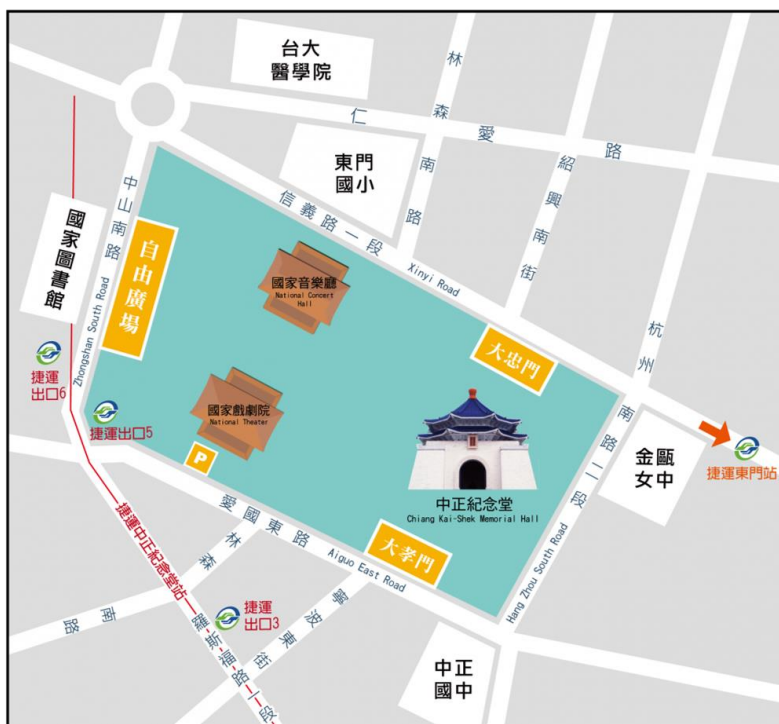 台大
醫學院
林森南路
仁愛路
東門
國小
紹興南街
中山南路
Zhongshan South Road
信義路一段
Xinyi Road
國家圖書館
自由廣場
國家音樂廳
National Concert
Hall
杭州南路二段
Hang Zhou South Road
大忠門
捷運
出口6
捷運出口5
國家戲劇院
National Theater
P
中正紀念堂
Chiang Kai-Shek Memorial Hall
金甌
女中
捷運東門站
愛國東路
Aiguo East Road
大孝門
捷運中正紀念堂站
林森南路
寧波東街
捷運
出口3
羅斯福路一段
中正
國中